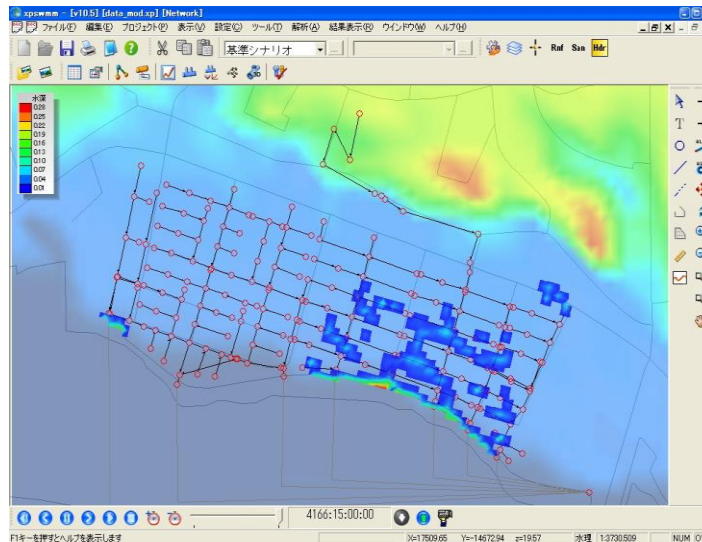 xpswmm - [v10.5] [data_mod.xp] [Network]
ファイル(F) 編集(E) プロジェクト(P) 表示(V) 設定(C) ツール(T) 解析(A) 結果表示(R) ウインドウ(W) ヘルプ(H)
基準シナリオ ... ... Rnf San Hdr
水深
0.28
0.25
0.22
0.19
0.16
0.13
0.10
0.07
0.04
0.01
T
4166:15:00:00
F1キーを押すとヘルプを表示します X=17509.65 Y=-14672.94 z=19.57 水理 1:3730.509 NUM